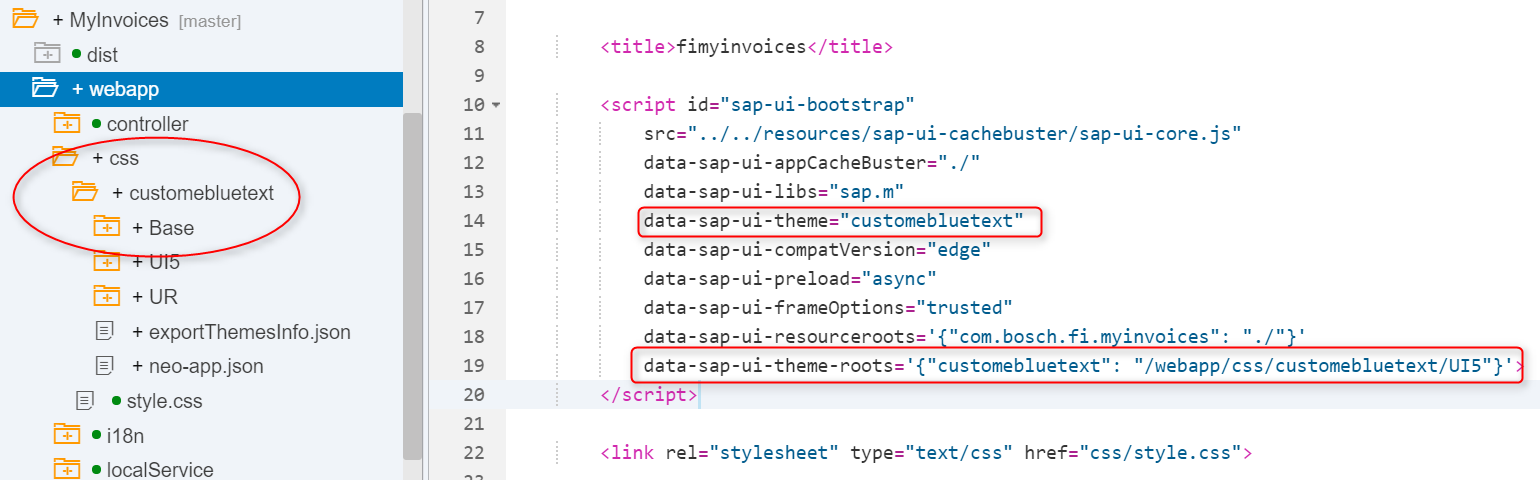 + MyInvoices [master]
dist
+ webapp
controller
+ css
+ customebluetext
+ Base
+ UI5
+ UR
+ exportThemesInfo.json
+ neo-app.json
style.css
i18n
localService
7
8 <title>fimyinvoices</title>
9
10 <script id="sap-ui-bootstrap"
11 src="../../resources/sap-ui-cachebuster/sap-ui-core.js"
12 data-sap-ui-appCacheBuster="./"
13 data-sap-ui-libs="sap.m"
14 data-sap-ui-theme="customebluetext"
15 data-sap-ui-compatVersion="edge"
16 data-sap-ui-preload="async"
17 data-sap-ui-frameOptions="trusted"
18 data-sap-ui-resourceroots='{"com.bosch.fi.myinvoices": "./"}'
19 data-sap-ui-theme-roots='{"customebluetext": "/webapp/css/customebluetext/UI5"}'>
20 </script>
21
22 <link rel="stylesheet" type="text/css" href="css/style.css">